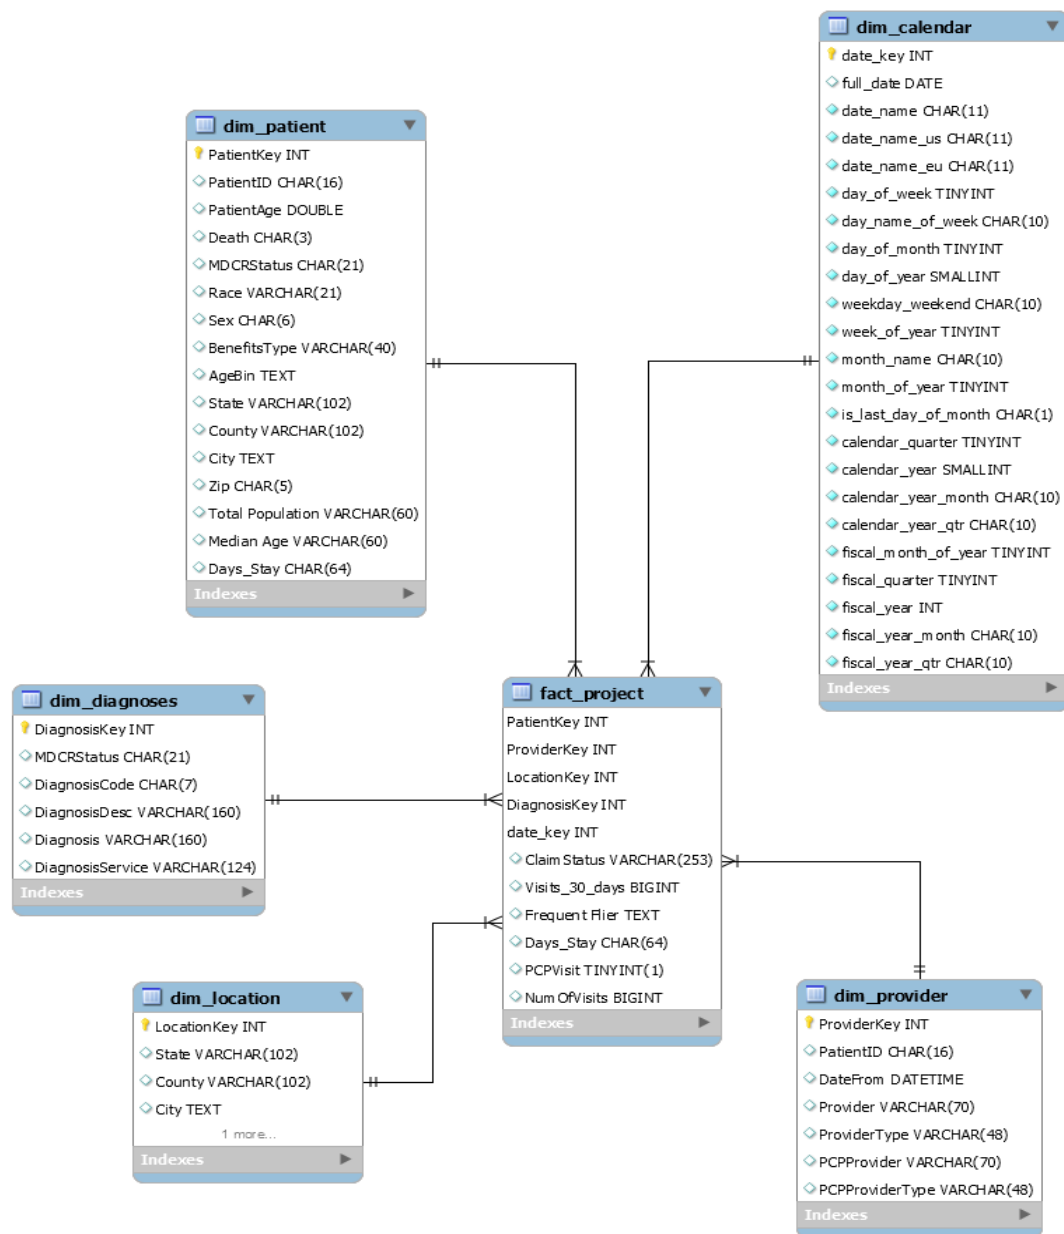 dim_calendar
date_key INT
full_date DATE
date_name CHAR(11)
date_name_us CHAR(11)
date_name_eu CHAR(11)
day_of_week TINYINT
day_name_of_week CHAR(10)
day_of_month TINYINT
day_of_year SMALLINT
weekday_weekend CHAR(10)
week_of_year TINYINT
month_name CHAR(10)
month_of_year TINYINT
is_last_day_of_month CHAR(1)
calendar_quarter TINYINT
calendar_year SMALLINT
calendar_year_month CHAR(10)
calendar_year_qtr CHAR(10)
fiscal_month_of_year TINYINT
fiscal_quarter TINYINT
fiscal_year INT
fiscal_year_month CHAR(10)
fiscal_year_qtr CHAR(10)
Indexes
dim_patient
PatientKey INT
PatientID CHAR(16)
PatientAge DOUBLE
Death CHAR(3)
MDCRStatus CHAR(21)
Race VARCHAR(21)
Sex CHAR(6)
BenefitsType VARCHAR(40)
AgeBin TEXT
State VARCHAR(102)
County VARCHAR(102)
City TEXT
Zip CHAR(5)
Total Population VARCHAR(60)
Median Age VARCHAR(60)
Days_Stay CHAR(64)
Indexes
dim_diagnoses
DiagnosisKey INT
MDCRStatus CHAR(21)
DiagnosisCode CHAR(7)
DiagnosisDesc VARCHAR(160)
Diagnosis VARCHAR(160)
DiagnosisService VARCHAR(124)
Indexes
fact_project
PatientKey INT
ProviderKey INT
LocationKey INT
DiagnosisKey INT
date_key INT
Claim Status VARCHAR(253)
Visits_30_days BIGINT
Frequent Flier TEXT
Days_Stay CHAR(64)
PCPVisit TINYINT(1)
NumOfVisits BIGINT
Indexes
dim_location
LocationKey INT
State VARCHAR(102)
County VARCHAR(102)
City TEXT
1 more...
Indexes
dim_provider
ProviderKey INT
PatientID CHAR(16)
DateFrom DATETIME
Provider VARCHAR(70)
ProviderType VARCHAR(48)
PCPProvider VARCHAR(70)
PCPProviderType VARCHAR(48)
Indexes